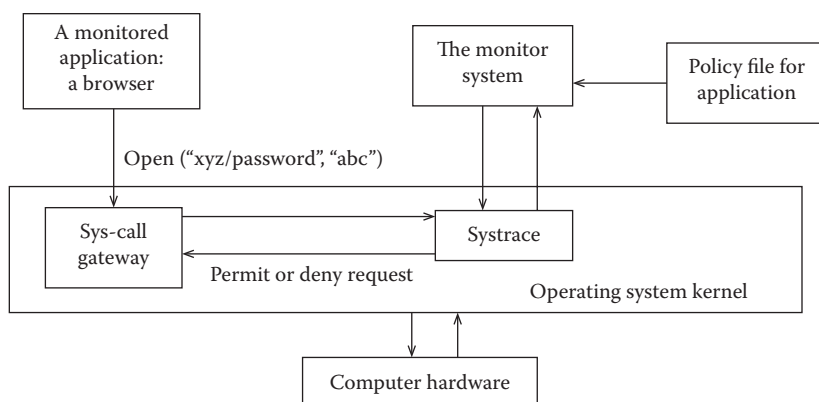 A monitored
application:
a browser
The monitor
system
Policy file for
application
Open (“xyz/password”, “abc”)
Sys-call
gateway
Systrace
Permit or deny request
Operating system kernel
Computer hardware